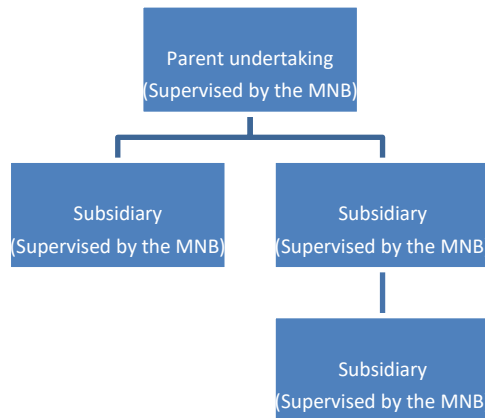 Parent undertaking
(Supervised by the MNB)
Subsidiary
(Supervised by the MNB)
Subsidiary
(Supervised by the MNB
Subsidiary
(Supervised by the MNB